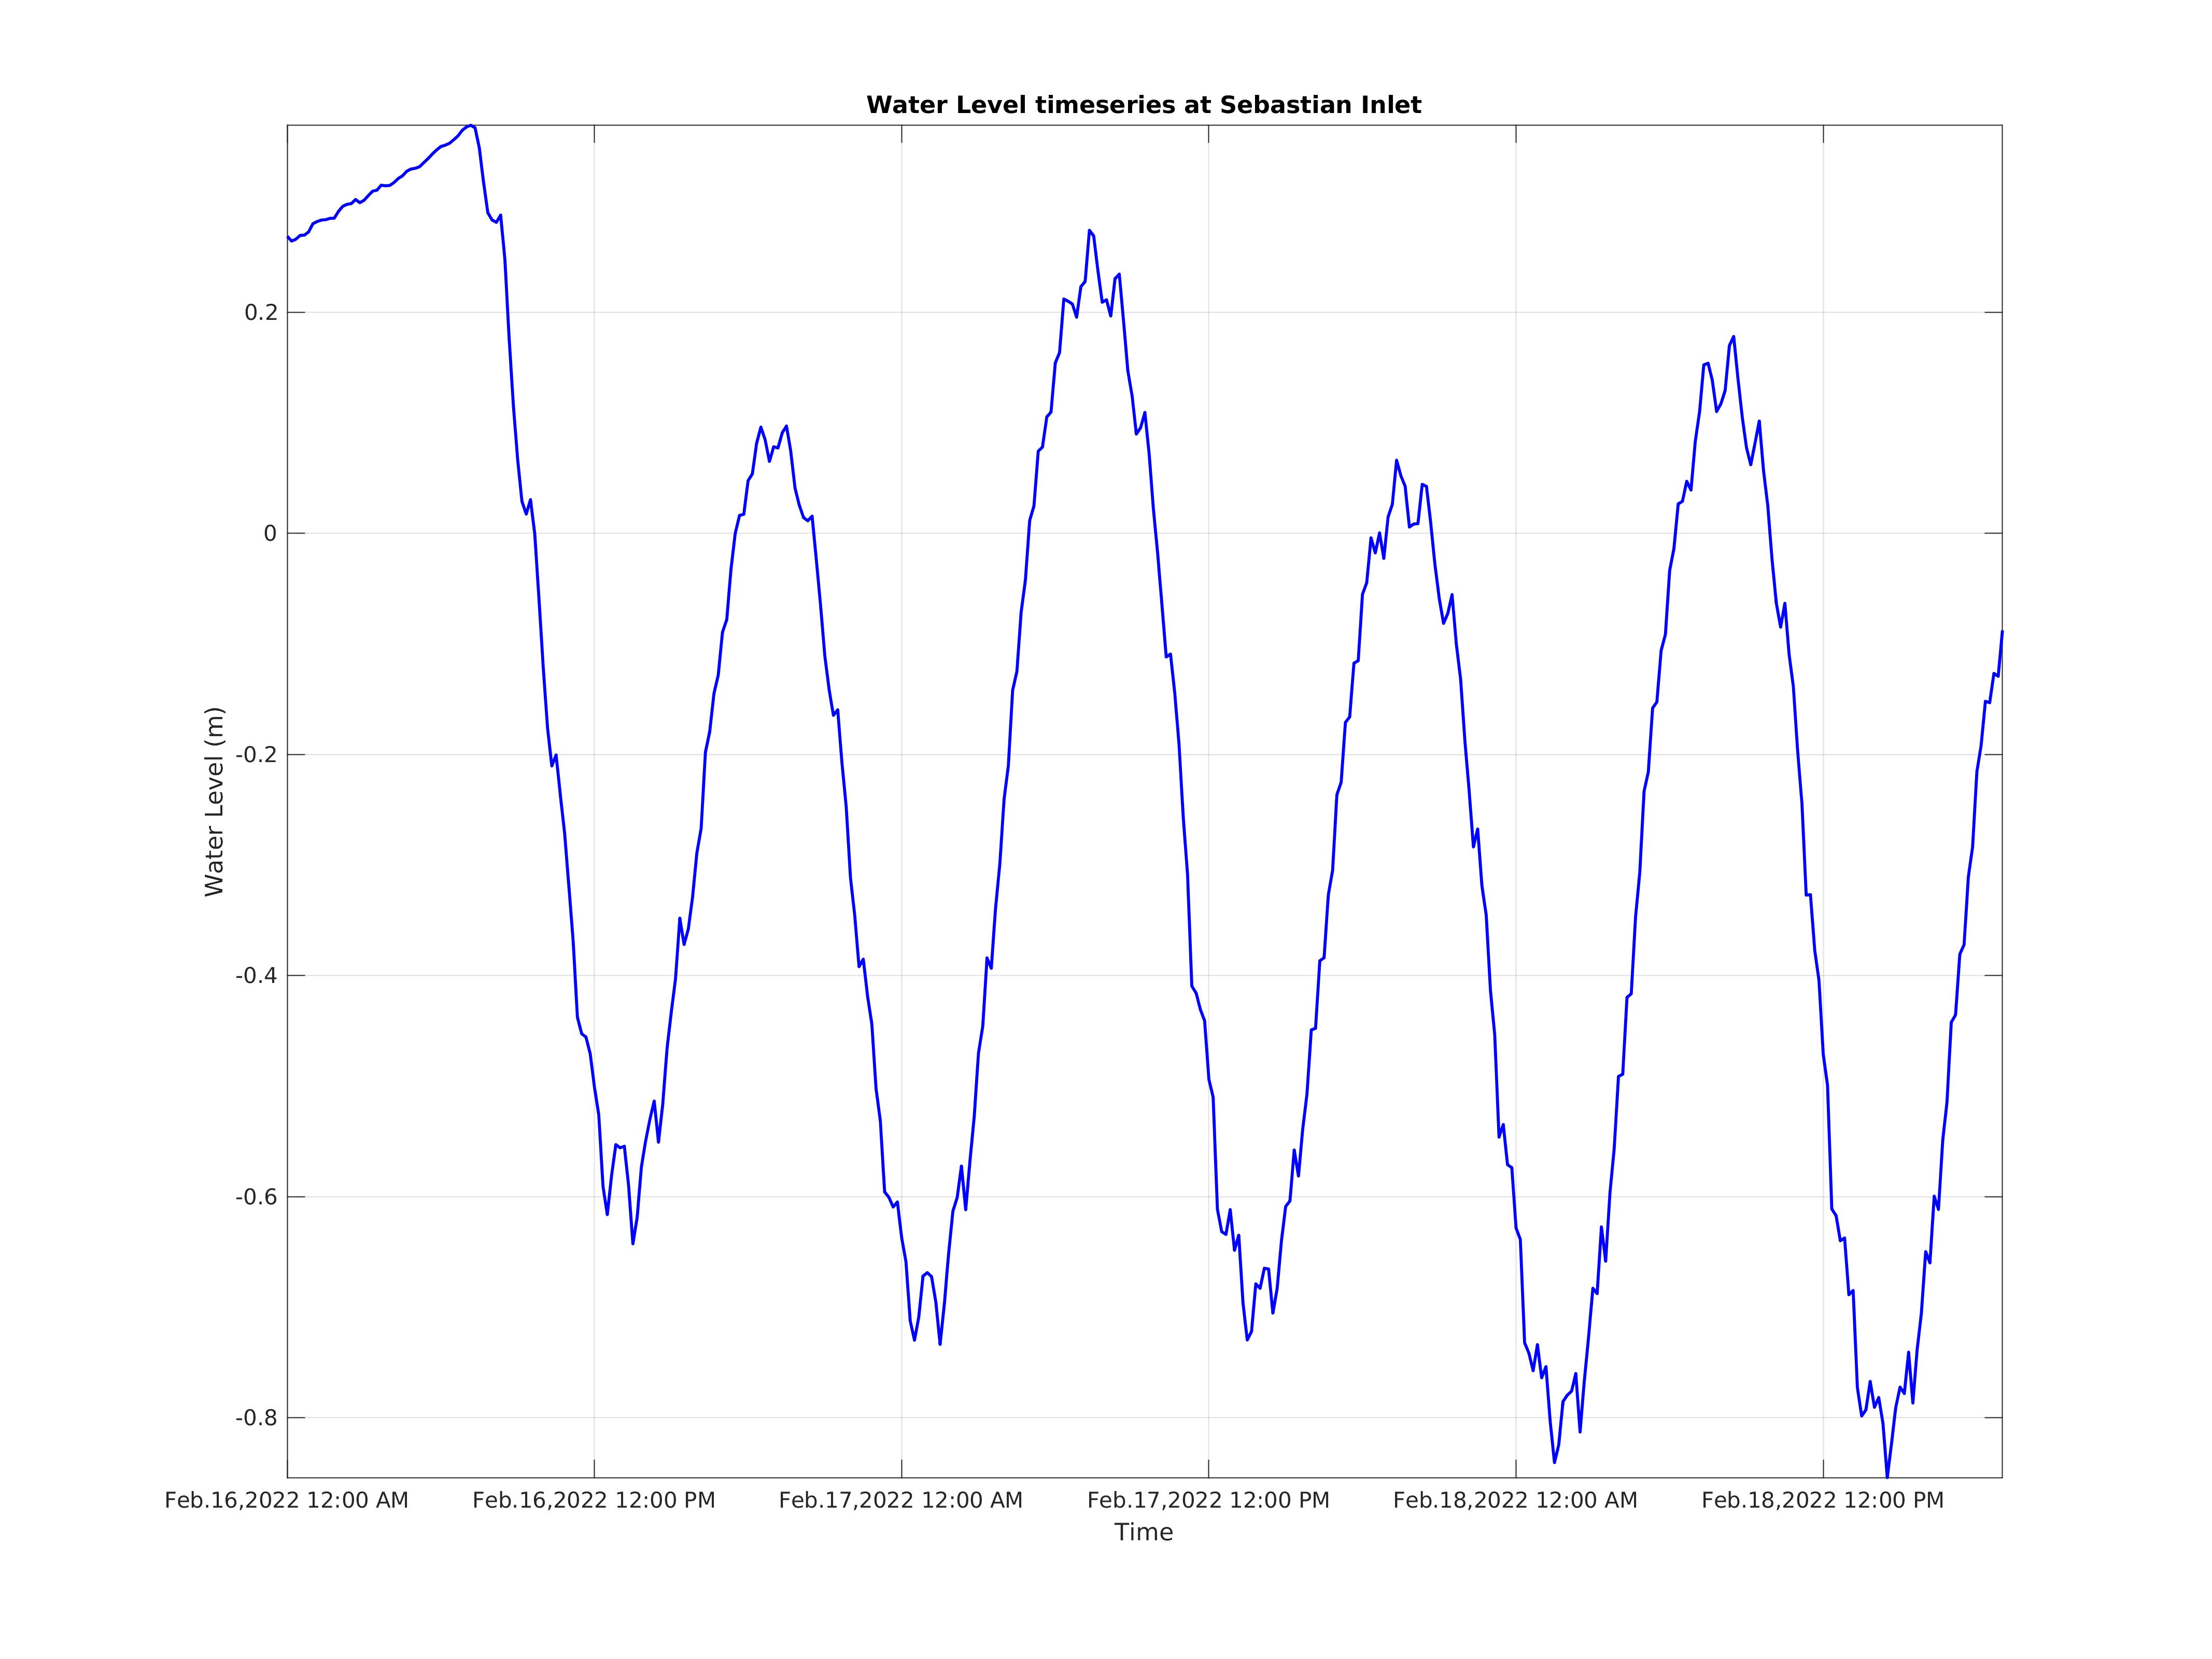 Water Level timeseries at Sebastian Inlet
0.2
0
-0.2
-0.4
-0.6
-0.8
Water Level (m)
Feb.16,2022 12:00 AM Feb.16,2022 12:00 PM Feb.17,2022 12:00 AM Feb.17,2022 12:00 PM Feb.18,2022 12:00 AM Feb.18,2022 12:00 PM
Time